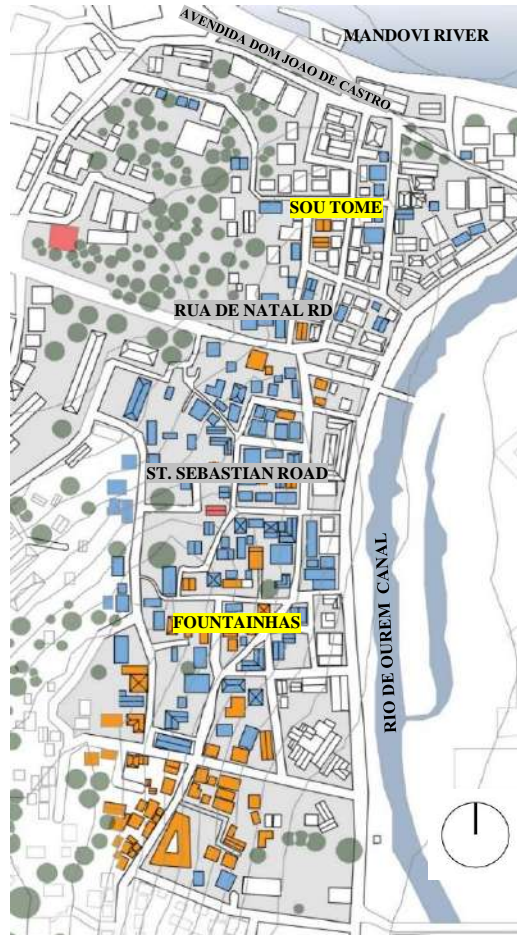 MANDOVI RIVER
AVENDIDA DOM JOAO DE CASTRO
SOU TOME
RUA DE NATAL RD
ST. SEBASTIAN ROAD
FOUNTAINHAS
RIO DE OUREM CANAL